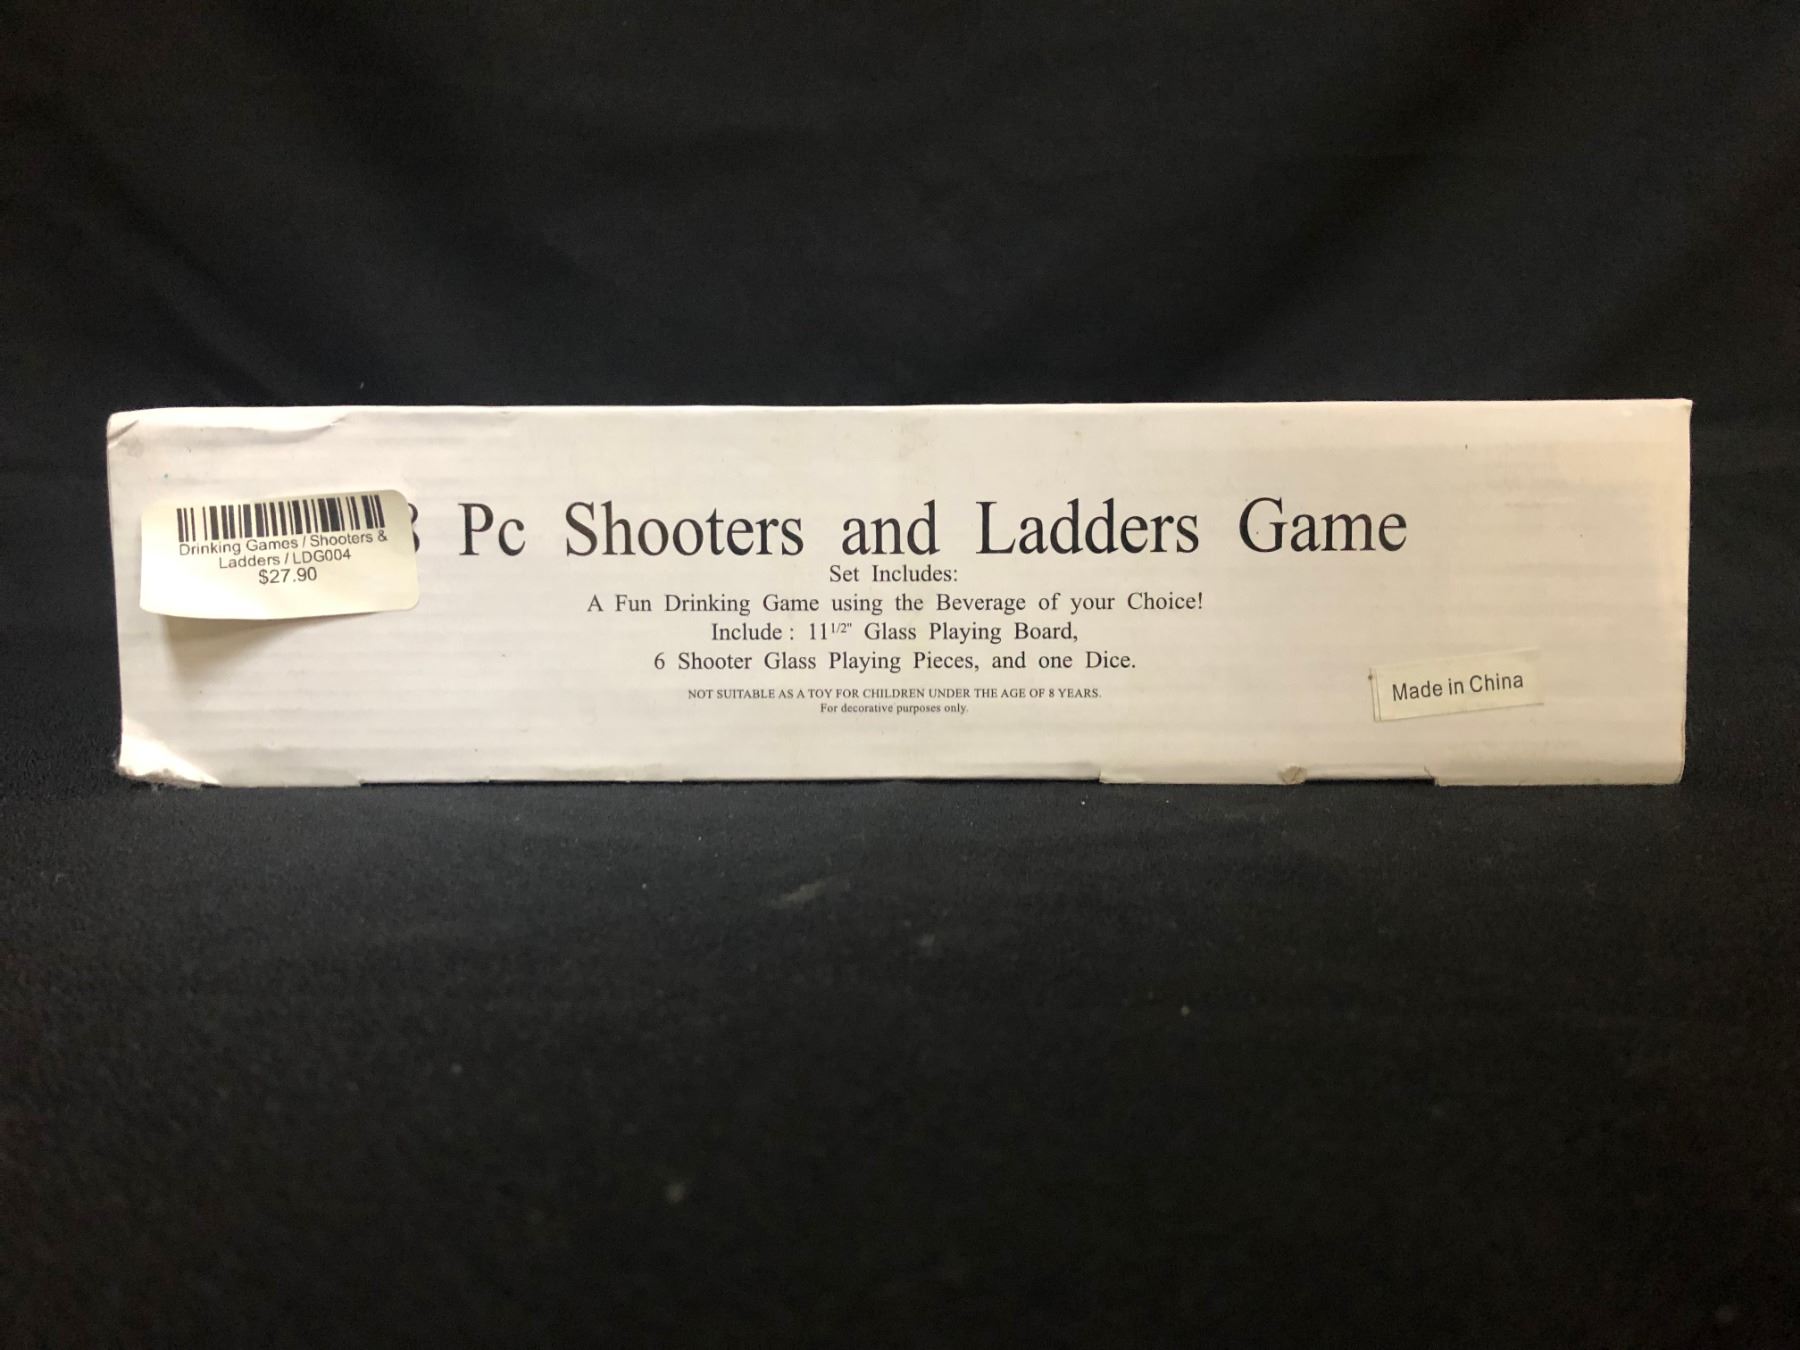 Drinking Games / Shooters &
Ladders / LDG004
$27.90
8 Pc Shooters and Ladders Game
Set Includes:
A Fun Drinking Game using the Beverage of your Choice!
Include : 11 1/2" Glass Playing Board,
6 Shooter Glass Playing Pieces, and one Dice.
NOT SUITABLE AS A TOY FOR CHILDREN UNDER THE AGE OF 8 YEARS.
For decorative purposes only.
Made in China